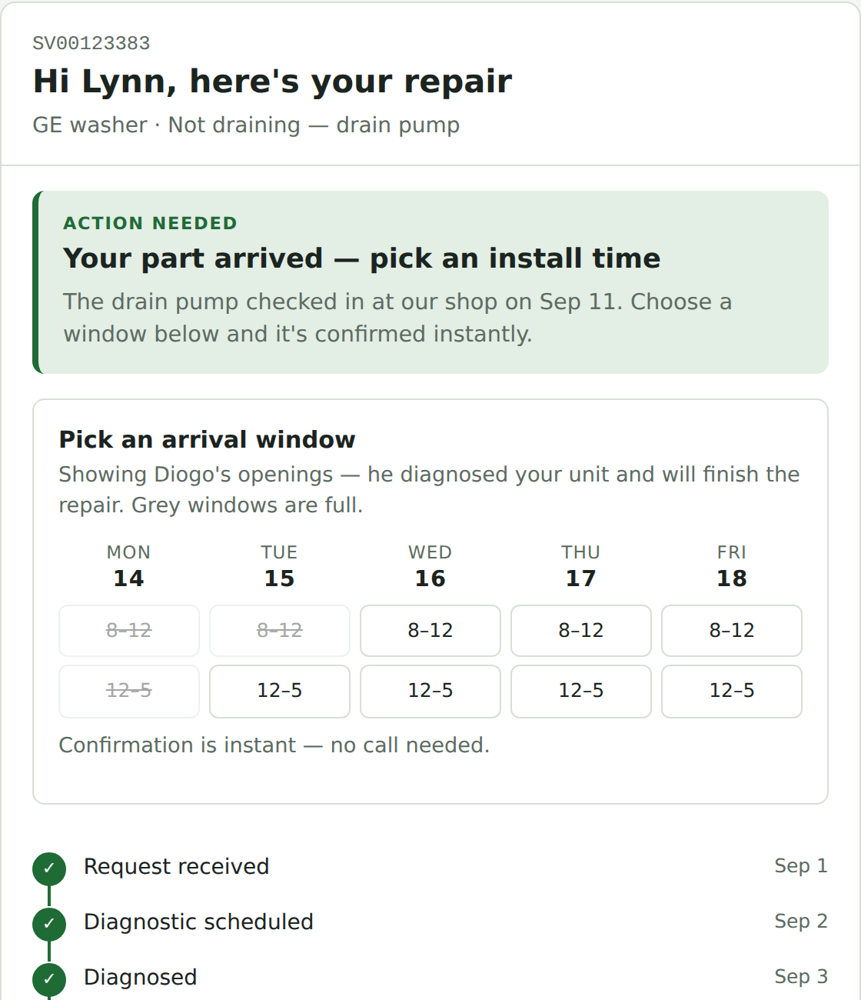 SV00123383
Hi Lynn, here's your repair
GE washer · Not draining — drain pump
ACTION NEEDED
Your part arrived — pick an install time
The drain pump checked in at our shop on Sep 11. Choose a
window below and it's confirmed instantly.
Pick an arrival window
Showing Diogo's openings — he diagnosed your unit and will finish the
repair. Grey windows are full.
MON TUE WED THU FRI
14 15 16 17 18
8–12 8–12 8–12 8–12 8–12
12–5 12–5 12–5 12–5 12–5
Confirmation is instant — no call needed.
✓ Request received Sep 1
✓ Diagnostic scheduled Sep 2
✓ Diagnosed Sep 3